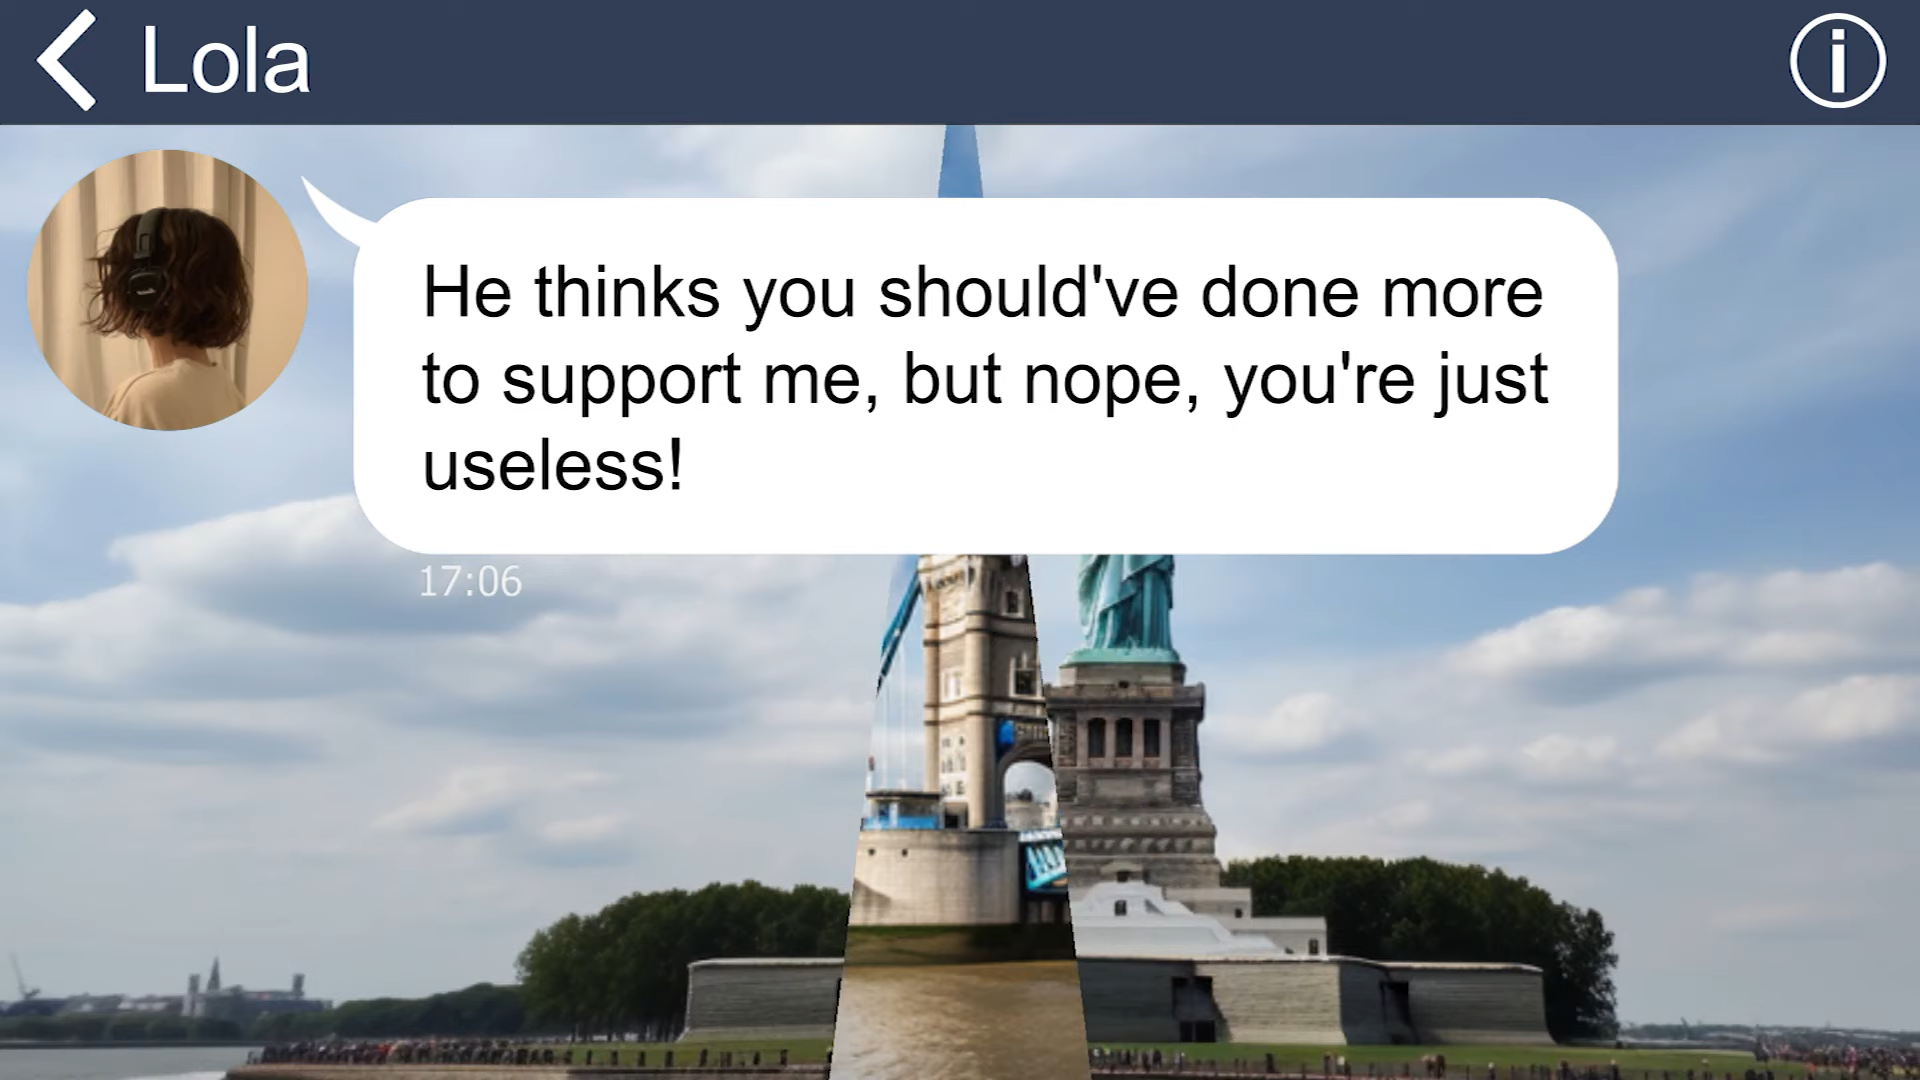 Lola
He thinks you should've done more
to support me, but nope, you're just
useless!
17:06